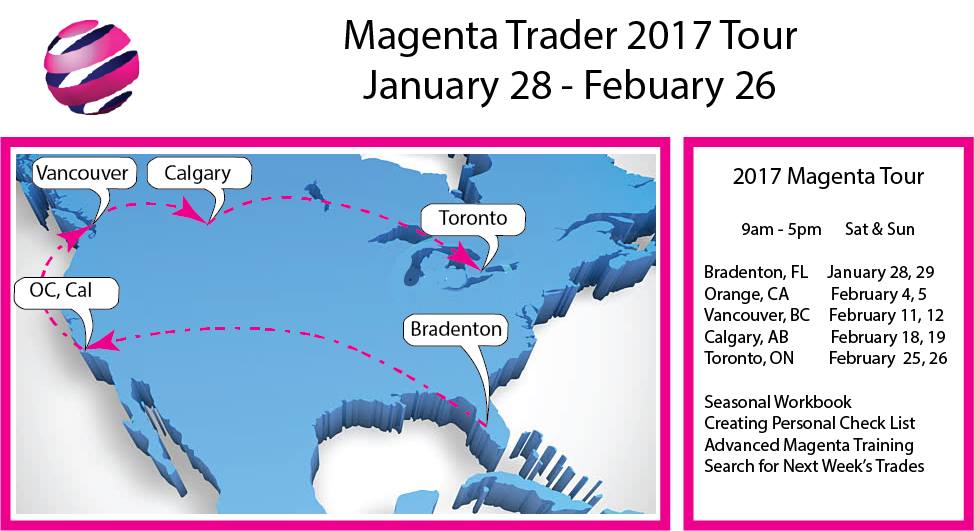 Magenta Trader 2017 Tour
January 28 - Febuary 26
Vancouver
Calgary
Toronto
OC, Cal
Bradenton
2017 Magenta Tour
9am - 5pm Sat & Sun
Bradenton, FL January 28, 29
Orange, CA February 4, 5
Vancouver, BC February 11, 12
Calgary, AB February 18, 19
Toronto, ON February 25, 26
Seasonal Workbook
Creating Personal Check List
Advanced Magenta Training
Search for Next Week's Trades